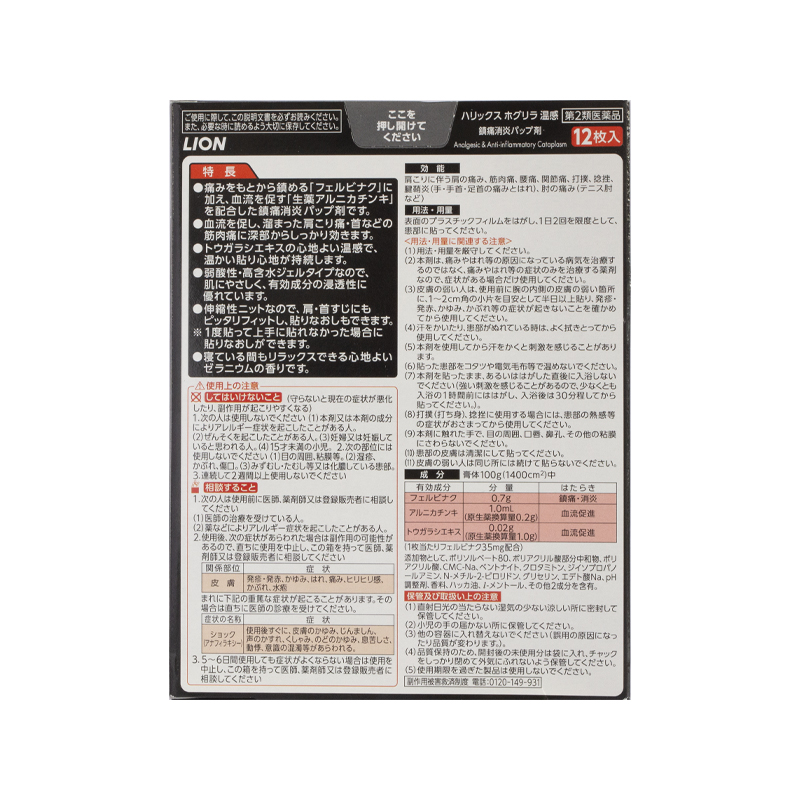 ご使用に際して、この説明文書を必ずお読みください。
また、必要な時に読めるよう大切に保存してください。
LION
ここを
押し開けて
ください
ハリックス ホグリラ 温感
第2類医薬品
鎮痛消炎パップ剤
Analgesic & Anti-inflammatory Cataplasm
12枚入
特長
●痛みをもとから鎮める「フェルビナク」に
加え、血流を促す「生薬アルニカチンキ」
を配合した鎮痛消炎パップ剤です。
●血流を促し、溜まった肩こり痛・首などの
筋肉痛に深部からしっかり効きます。
●トウガラシエキスの心地よい温感で、
温かい貼り心地が持続します。
●弱酸性・高含水ジェルタイプなので、
肌にやさしく、有効成分の浸透性に
優れています。
●伸縮性ニットなので、肩・首すじにも
ピッタリフィットし、貼りなおしもできます。
※1度貼って上手に貼れなかった場合に
貼りなおしができます。
●寝ている間もリラックスできる心地よい
ゼラニウムの香りです。
⚠使用上の注意
してはいけないこと (守らないと現在の症状が悪化
したり、副作用が起こりやすくなる)
1.次の人は使用しないでください (1)本剤又は本剤の成分
によりアレルギー症状を起こしたことがある人。
(2)ぜんそくを起こしたことがある人。(3)妊婦又は妊娠して
いると思われる人。(4)15才未満の小児。 2.次の部位には
使用しないでください (1)目の周囲、粘膜等。(2)湿疹、
かぶれ、傷口。(3)みずむし・たむし等又は化膿している患部。
3.連続して2週間以上使用しないでください
相談すること
1.次の人は使用前に医師、薬剤師又は登録販売者に相談し
てください
(1)医師の治療を受けている人。
(2)薬などによりアレルギー症状を起こしたことがある人。
2.使用後、次の症状があらわれた場合は副作用の可能性が
あるので、直ちに使用を中止し、この箱を持って医師、薬
剤師又は登録販売者に相談してください
関係部位 症状
皮膚 発疹・発赤、かゆみ、はれ、痛み、ヒリヒリ感、
かぶれ、水疱
まれに下記の重篤な症状が起こることがあります。その
場合は直ちに医師の診療を受けてください。
症状の名称 症状
ショック
(アナフィラキシー)
使用後すぐに、皮膚のかゆみ、じんましん、
声のかすれ、くしゃみ、のどのかゆみ、息苦しさ、
動悸、意識の混濁等があらわれる。
3.5～6日間使用しても症状がよくならない場合は使用を
中止し、この箱を持って医師、薬剤師又は登録販売者に
相談してください
効能
肩こりに伴う肩の痛み、筋肉痛、腰痛、関節痛、打撲、捻挫、
腱鞘炎(手・手首・足首の痛みとはれ)、肘の痛み(テニス肘
など)
用法・用量
表面のプラスチックフィルムをはがし、1日2回を限度として、
患部に貼ってください。
<用法・用量に関連する注意>
(1)用法・用量を厳守してください。
(2)本剤は、痛みやはれ等の原因になっている病気を治療す
るのではなく、痛みやはれ等の症状のみを治療する薬剤
なので、症状がある場合だけ使用してください。
(3)皮膚の弱い人は、使用前に腕の内側の皮膚の弱い箇所
に、1～2cm角の小片を目安として半日以上貼り、発疹・
発赤、かゆみ、かぶれ等の症状が起きないことを確かめ
てから使用してください。
(4)汗をかいたり、患部がぬれている時は、よく拭きとってから
使用してください。
(5)本剤を使用してから汗をかくと刺激を感じることがあり
ます。
(6)貼った患部をコタツや電気毛布等で温めないでください。
(7)本剤を貼ったまま、あるいははがした直後に入浴しない
でください(強い刺激を感じることがあるので、少なくとも
入浴の1時間前にははがし、入浴後は30分程してから
貼ってください。)。
(8)打撲(打ち身)、捻挫に使用する場合には、患部の熱感等
の症状がおさまってから使用してください。
(9)本剤に触れた手で、目の周囲、口唇、鼻孔、その他の粘膜
にさわらないでください。
(10)患部の皮膚は清潔にして貼ってください。
(11)皮膚の弱い人は同じ所には続けて貼らないでください。
成分 膏体100g(1400cm²)中
有効成分 分量 はたらき
フェルビナク 0.7g 鎮痛・消炎
アルニカチンキ 1.0mL
(原生薬換算量0.2g) 血流促進
トウガラシエキス 0.02g
(原生薬換算量1.0g) 血流促進
(1枚当たりフェルビナク35mg配合)
添加物として、ポリソルベート80、ポリアクリル酸部分中和物、ポリ
アクリル酸、CMC-Na、ベントナイト、クロタミトン、ジイソプロパノ
ールアミン、N-メチル-2-ピロリドン、グリセリン、エデト酸Na、pH
調整剤、香料、ハッカ油、l-メントール、その他2成分を含有。
保管及び取扱い上の注意
(1)直射日光の当たらない湿気の少ない涼しい所に密封して
保管してください。
(2)小児の手の届かない所に保管してください。
(3)他の容器に入れ替えないでください(誤用の原因になっ
たり品質が変わります。)。
(4)品質保持のため、開封後の未使用分は袋に入れ、チャック
をしっかり閉めて外気にふれないよう保管してください。
(5)使用期限を過ぎた製品は使用しないでください。
副作用被害救済制度 電話:0120-149-931